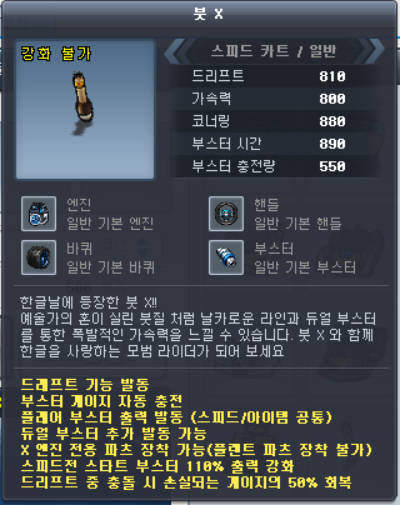 붓 X
강화 불가
스피드 카트 / 일반
드리프트 810
가속력 800
코너링 880
부스터 시간 890
부스터 충전량 550
엔진
일반 기본 엔진
핸들
일반 기본 핸들
바퀴
일반 기본 바퀴
부스터
일반 기본 부스터
한글날에 등장한 붓 X!!
예술가의 혼이 실린 붓질 처럼 날카로운 라인과 듀얼 부스터
를 통한 폭발적인 가속력을 느낄 수 있습니다. 붓 X 와 함께
한글을 사랑하는 모범 라이더가 되어 보세요
드래프트 기능 발동
부스터 게이지 자동 충전
플레어 부스터 출력 발동 (스피드/아이템 공통)
듀얼 부스터 추가 발동 가능
X 엔진 전용 파츠 장착 가능(플랜트 파츠 장착 불가)
스피드전 스타트 부스터 110% 출력 강화
드리프트 중 충돌 시 손실되는 게이지의 50% 회복